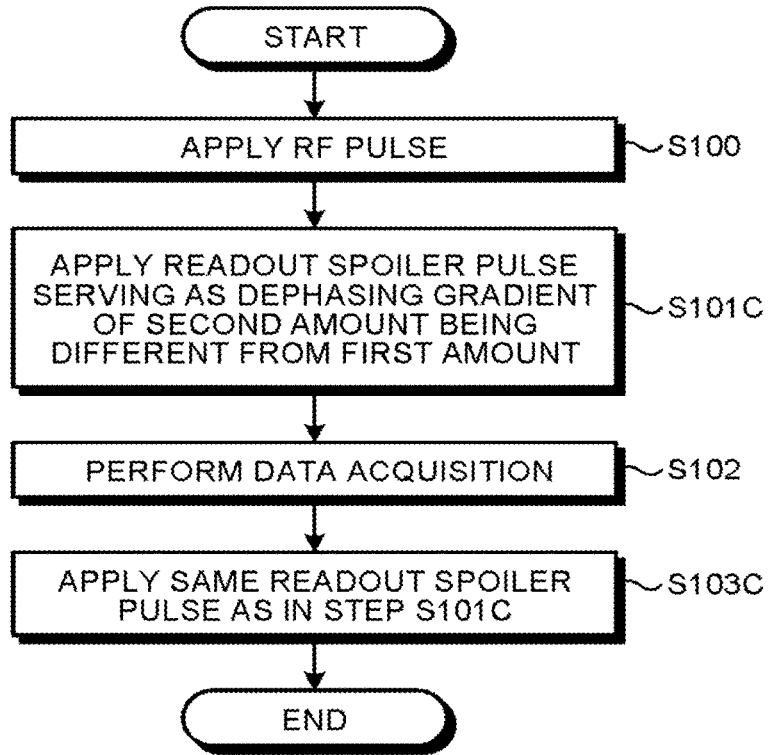 START
APPLY RF PULSE
S100
APPLY READOUT SPOILER PULSE
SERVING AS DEPHASING GRADIENT
OF SECOND AMOUNT BEING
DIFFERENT FROM FIRST AMOUNT
S101C
PERFORM DATA ACQUISITION
S102
APPLY SAME READOUT SPOILER
PULSE AS IN STEP S101C
S103C
END